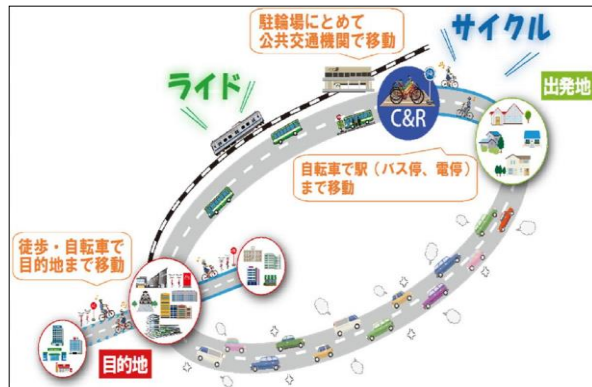 駐輪場にとめて
公共交通機関で移動
サイクル
ライド
出発地
C&R
自転車で駅(バス停、電停)
まで移動
徒歩・自転車で
目的地まで移動
目的地